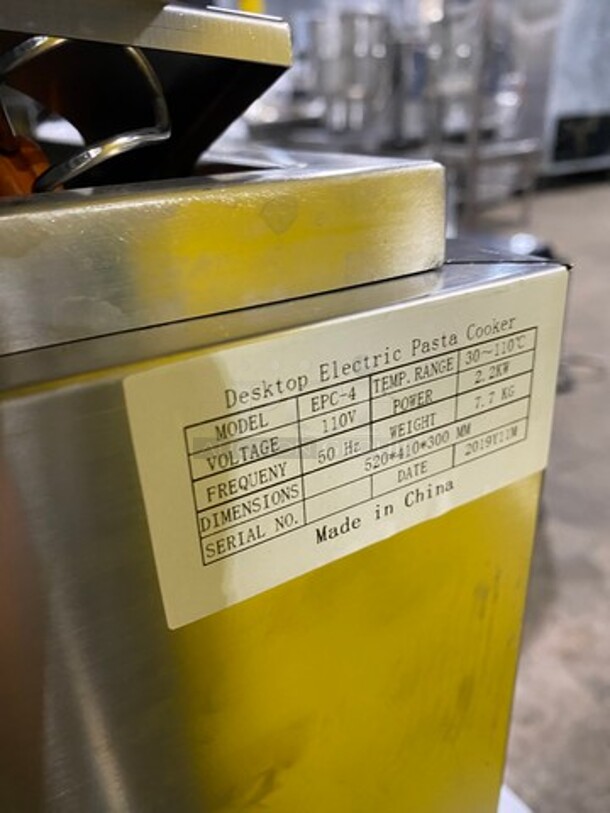 Desktop Electric Pasta Cooker
MODEL EPC-4 TEMP. RANGE 30～110℃
VOLTAGE 110V POWER 2.2KW
FREQUENY 50 Hz WEIGHT 7.7 KG
DIMENSIONS 520*410*300 MM
SERIAL NO. DATE 2019Y11M
Made in China